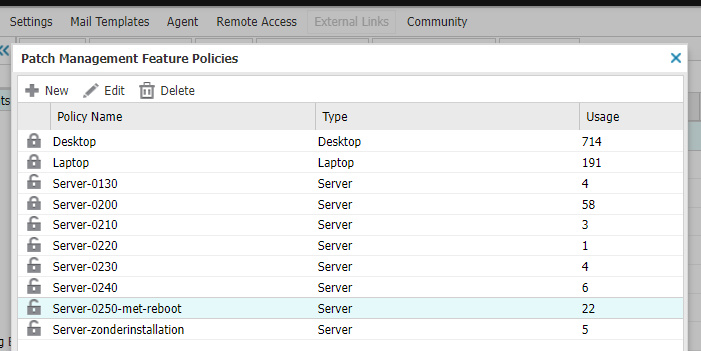 Settings Mail Templates Agent Remote Access External Links Community
Patch Management Feature Policies
New Edit Delete
Policy Name Type Usage
Desktop Desktop 714
Laptop Laptop 191
Server-0130 Server 4
Server-0200 Server 58
Server-0210 Server 3
Server-0220 Server 1
Server-0230 Server 4
Server-0240 Server 6
Server-0250-met-reboot Server 22
Server-zonderinstallation Server 5